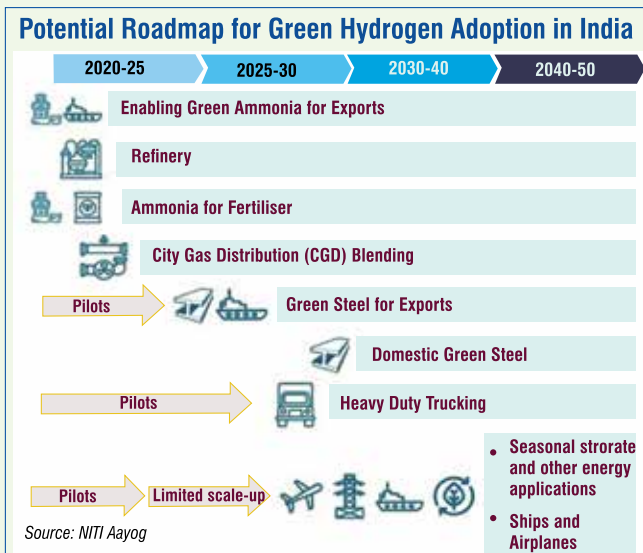 Potential Roadmap for Green Hydrogen Adoption in India
2020-25 2025-30 2030-40 2040-50
Enabling Green Ammonia for Exports
Refinery
Ammonia for Fertiliser
City Gas Distribution (CGD) Blending
Pilots Green Steel for Exports
Domestic Green Steel
Pilots Heavy Duty Trucking
Pilots Limited scale-up
• Seasonal strorate
and other energy
applications
• Ships and
Airplanes
Source: NITI Aayog